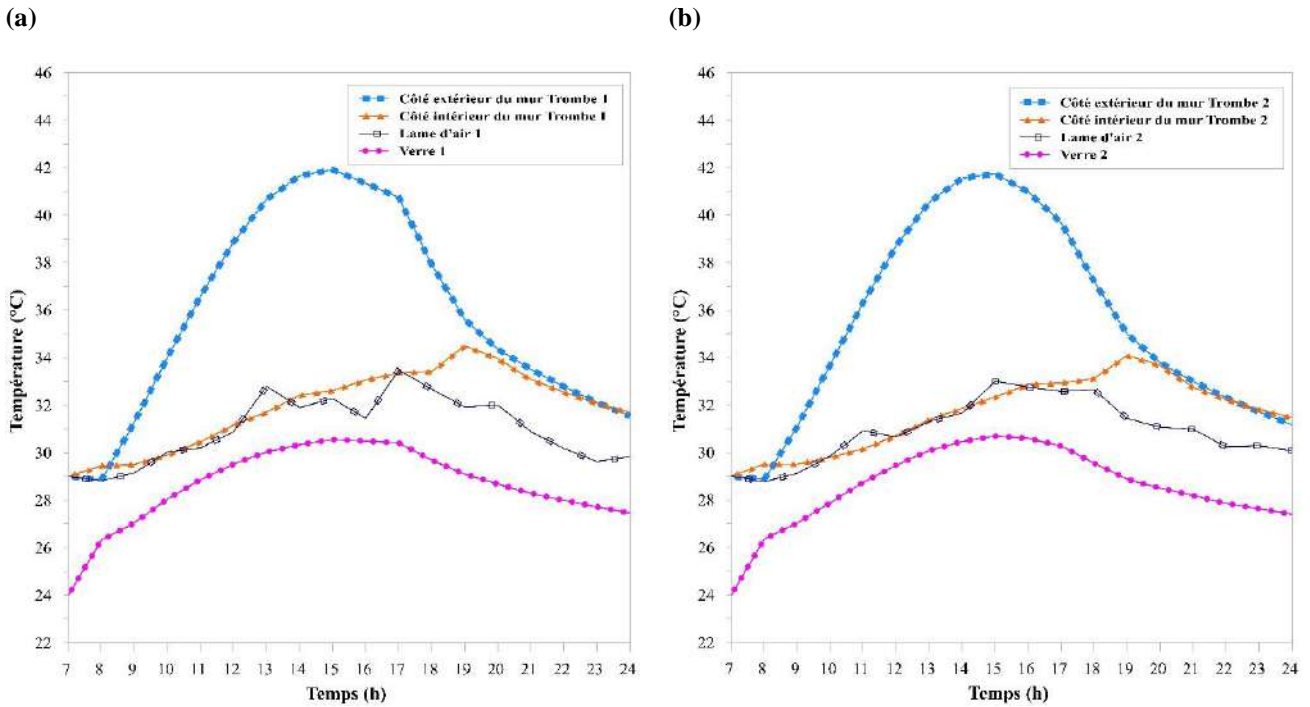 (a)
(b)
46
44
42
40
38
36
34
32
30
28
26
24
22
Température (°C)
Côté extérieur du mur Trombe 1
Côté intérieur du mur Trombe 1
Lame d'air 1
Verre 1
7 8 9 10 11 12 13 14 15 16 17 18 19 20 21 22 23 24
Temps (h)
46
44
42
40
38
36
34
32
30
28
26
24
22
Température (°C)
Côté extérieur du mur Trombe 2
Côté intérieur du mur Trombe 2
Lame d'air 2
Verre 2
7 8 9 10 11 12 13 14 15 16 17 18 19 20 21 22 23 24
Temps (h)